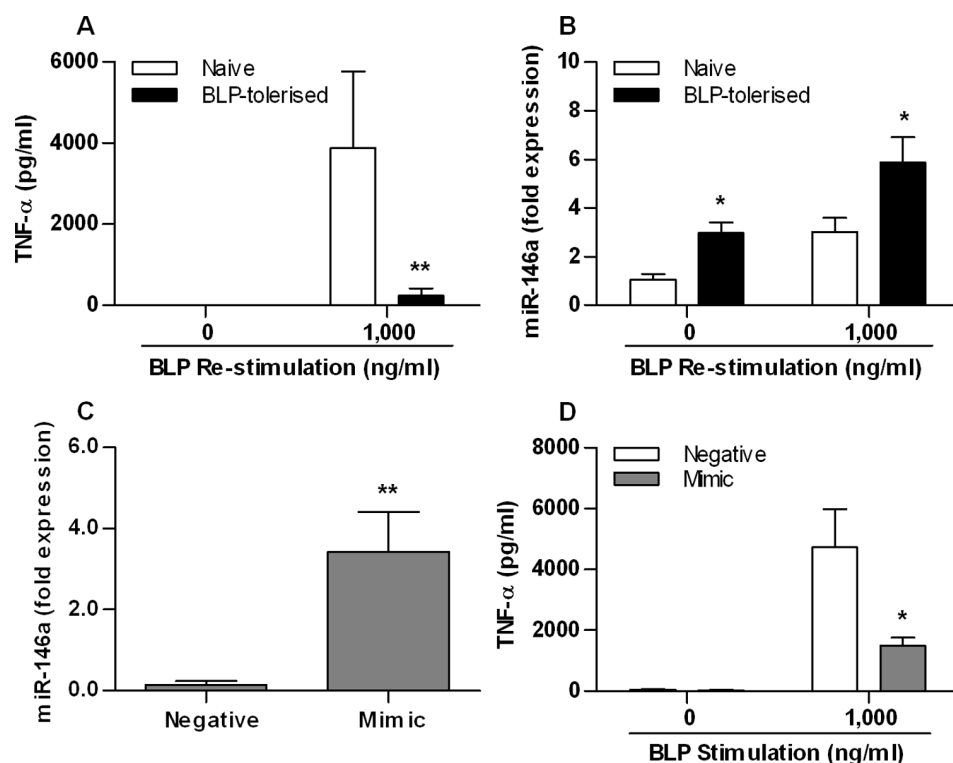 A
TNF-α (pg/ml)
6000
4000
2000
0
Naive
BLP-tolerised
**
0 1,000
BLP Re-stimulation (ng/ml)
B
miR-146a (fold expression)
10
8
6
4
2
0
Naive
BLP-tolerised
*
*
0 1,000
BLP Re-stimulation (ng/ml)
C
miR-146a (fold expression)
6.0
4.0
2.0
0.0
**
Negative Mimic
D
TNF-α (pg/ml)
8000
6000
4000
2000
0
Negative
Mimic
*
0 1,000
BLP Stimulation (ng/ml)